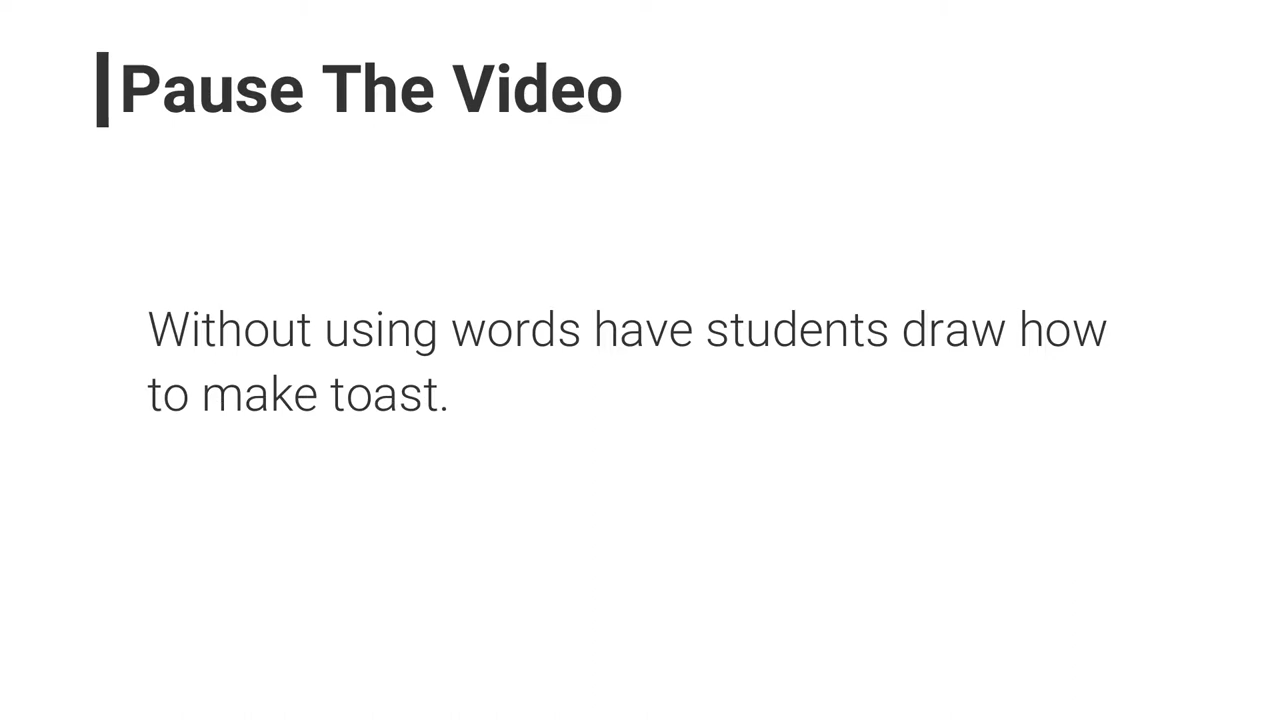 Pause The Video
Without using words have students draw how
to make toast.